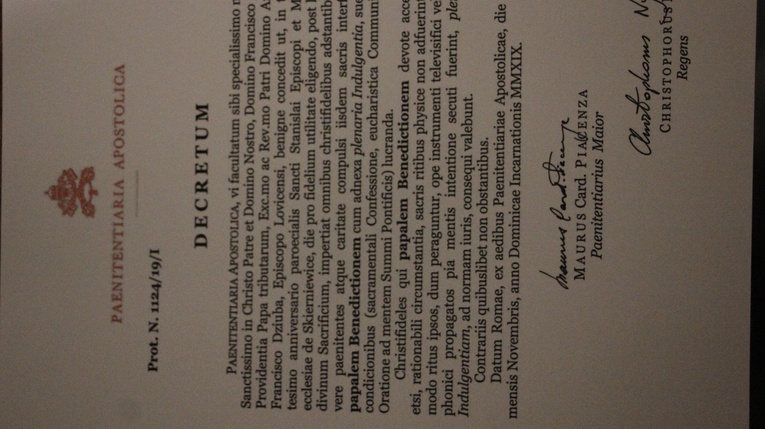 PAENITENTIARIA APOSTOLICA
Prot. N. 1124/19/I
DECRETUM
PAENITENTIARIA APOSTOLICA, vi facultatum sibi specialissimo
Sanctissimo in Christo Patre et Domino Nostro, Domino Francisco
Providentia Papa tributarum, Exc.mo ac Rev.mo Patri Domino
Francisco Dziuba, Episcopo Lovicensi, benigne concedit ut, in
tesimo anniversario paroecialis Sancti Stanislai Episcopi et
ecclesiae de Skierniewice, die pro fidelium utilitate eligendo, post
divinum Sacrificium, impertiat omnibus christifidelibus adstantibus
vere paenitentes atque caritate compulsi iisdem sacris
papalem Benedictionem cum adnexa plenaria Indulgentia,
condicionibus (sacramentali Confessione, eucharistica
Oratione ad mentem Summi Pontificis) lucranda.
Christifideles qui papalem Benedictionem devote
etsi, rationabili circumstantia, sacris ritibus physice non
modo ritus ipsos, dum peraguntur, ope instrumenti televisifici
phonici propagatos pia mentis intentione secuti fuerint,
Indulgentiam, ad normam iuris, consequi valebunt.
Contrariis quibuslibet non obstantibus.
Datum Romae, ex aedibus Paenitentiariae Apostolicae, die
mensis Novembris, anno Dominicae Incarnationis MMXIX.
MAURUS Card. PIACENZA
Paenitentiarius Maior
CHRISTOPHORUS
Regens